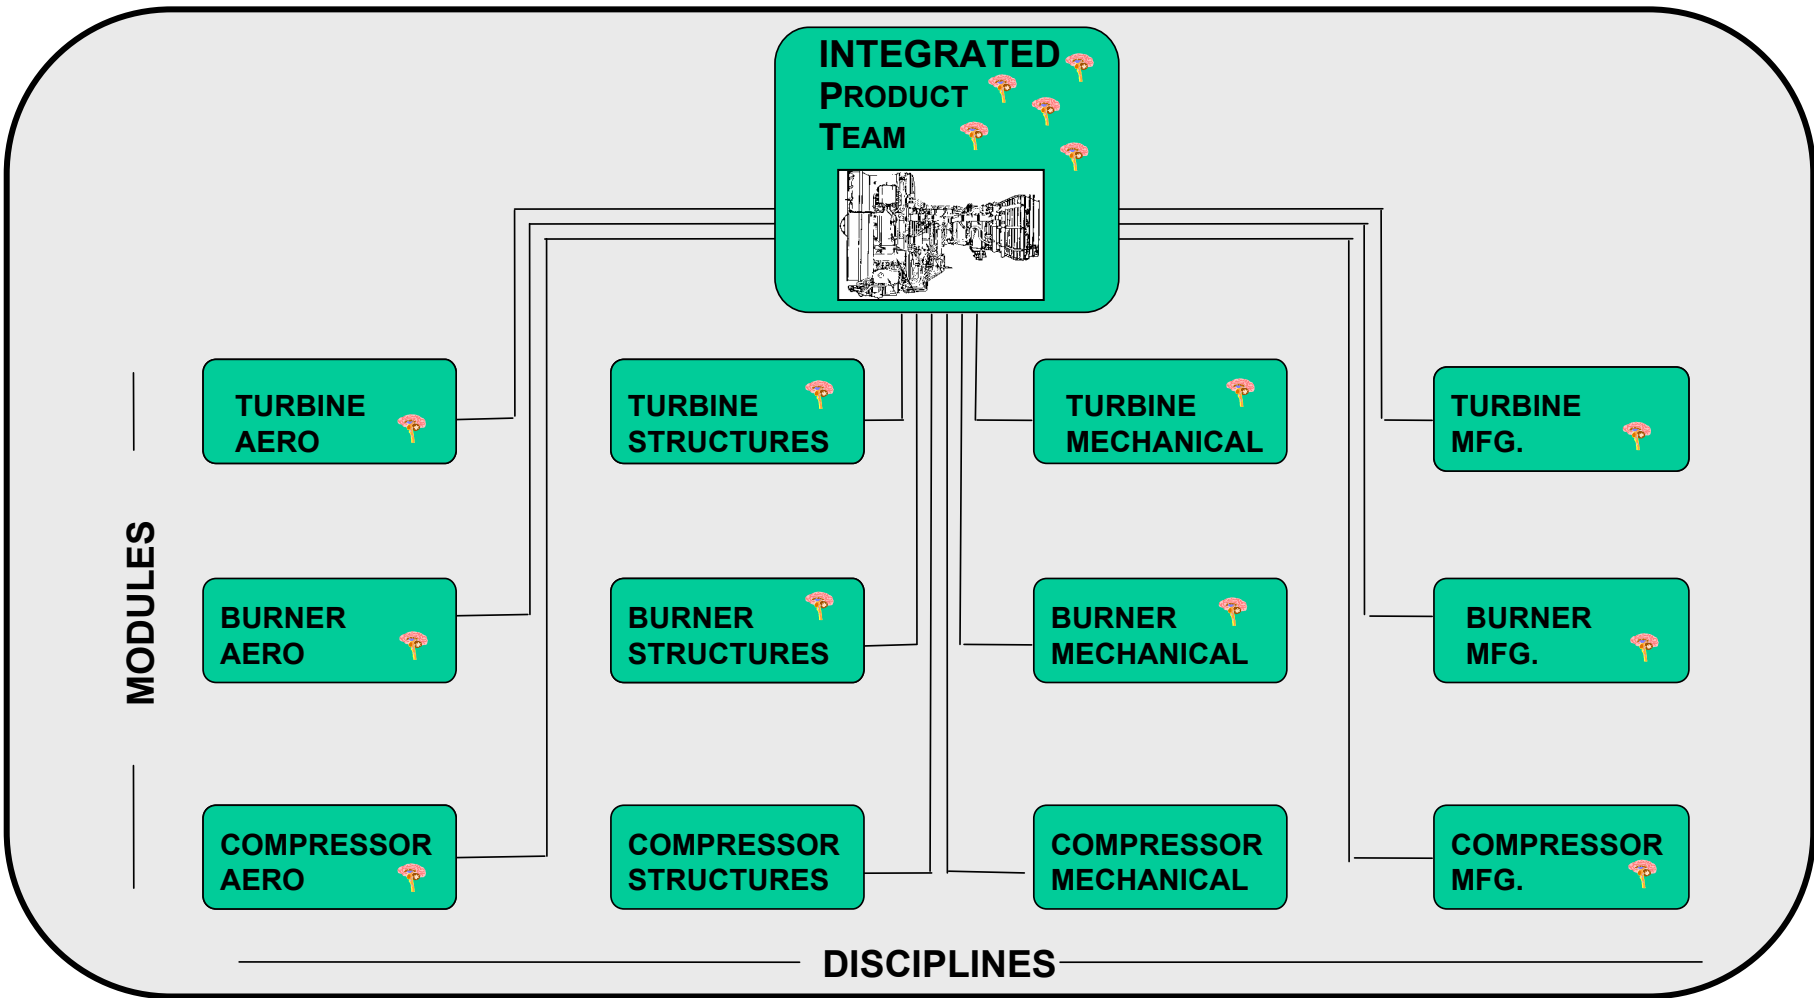 INTEGRATED
PRODUCT
TEAM
TURBINE
AERO
TURBINE
STRUCTURES
TURBINE
MECHANICAL
TURBINE
MFG.
MODULES
BURNER
AERO
BURNER
STRUCTURES
BURNER
MECHANICAL
BURNER
MFG.
COMPRESSOR
AERO
COMPRESSOR
STRUCTURES
COMPRESSOR
MECHANICAL
COMPRESSOR
MFG.
DISCIPLINES